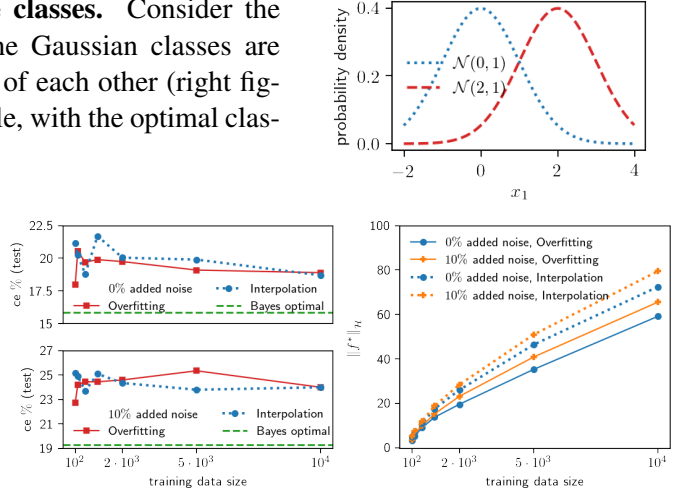 e classes. Consider the
ne Gaussian classes are
of each other (right fig-
le, with the optimal clas-
probability density
0.4
0.2
0.0
N(0, 1)
N(2, 1)
−2 0 2 4
x₁
ce % (test)
22.5
20
17.5
15
0% added noise
Interpolation
Overfitting
Bayes optimal
ce % (test)
27
25
23
21
19
10% added noise
Interpolation
Overfitting
Bayes optimal
10² 2 · 10³ 5 · 10³ 10⁴
training data size
‖f*‖_H
100
80
60
40
20
0
0% added noise, Overfitting
10% added noise, Overfitting
0% added noise, Interpolation
10% added noise, Interpolation
10² 2 · 10³ 5 · 10³ 10⁴
training data size